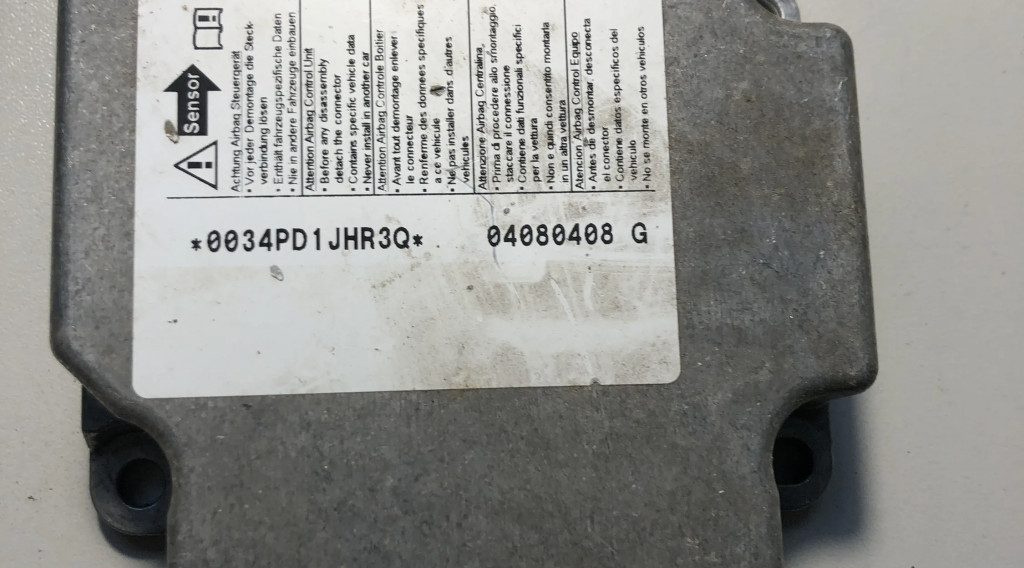 Sensor
Achtung Airbag Steuergerät
• Vor jeder Demontage die Steck-
verbindung lösen
• Enthält fahrzeugspezifische Daten
• Nie in andere Fahrzeuge einbauen
Attention Airbag Control Unit
• Before any disassembly
detach the connector
• Contains specific vehicle data
• Never install in another car
Attention Airbag Controle Boitier
• Avant tout demontage enlever
le connecteur
• Renferme des donnees specifiques
a ce vehicule
• Ne pas installer dans d'autres
vehicules
Attenzione Airbag Centralina
• Prima di procedere allo smontaggio,
staccare il connessione
• Contiene dati funzionali specifici
per la vettura
• Non e quindi consentito montarla
in un altra vettura
Atencion Airbag Control Equipo
• Antes de desmontar desconecta
el conector
• Contiene datos especificos del
vehiculo
• No se monte en otros vehiculos
*0034PD1JHR3Q* 04080408 G